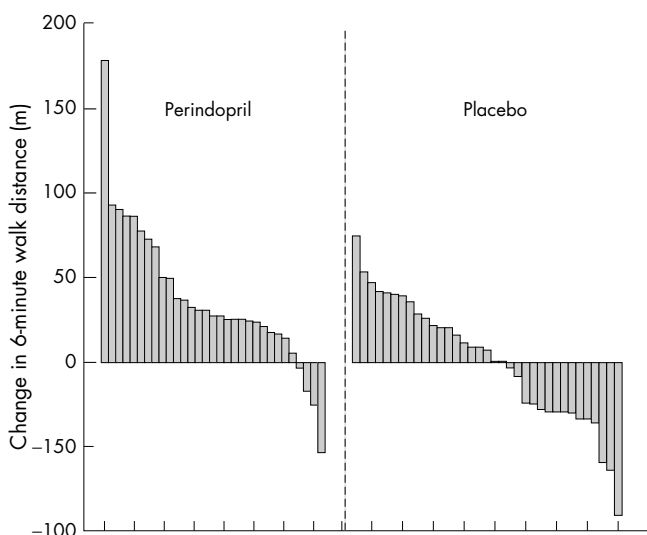 200
150
100
50
0
–150
–100
Change in 6-minute walk distance (m)
Perindopril
Placebo